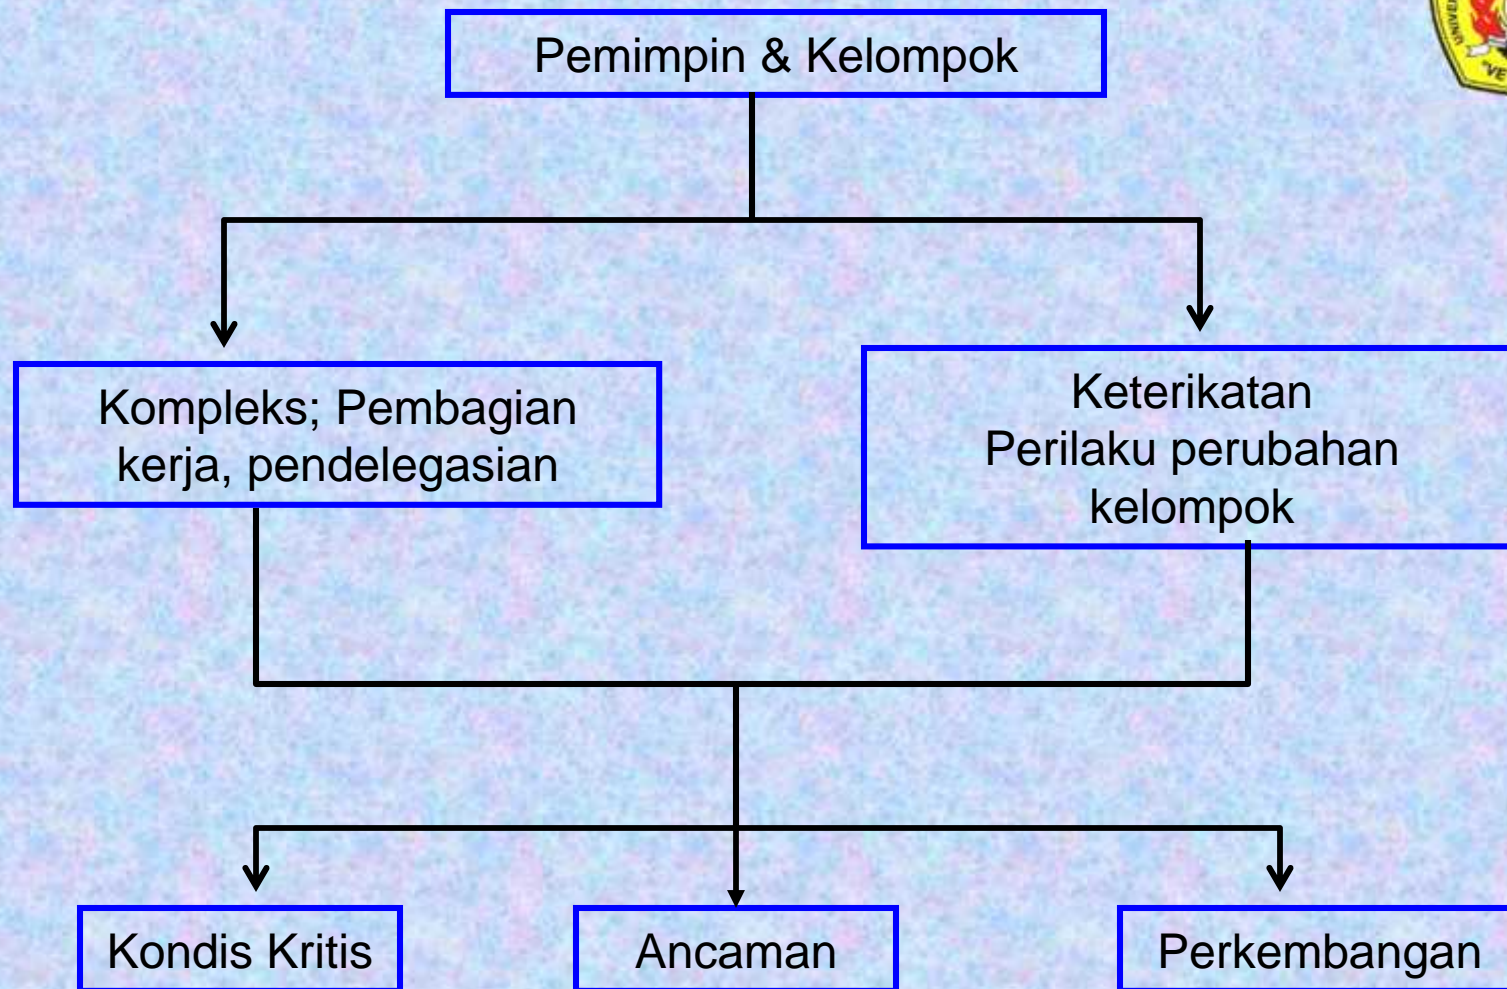 Pemimpin & Kelompok
Kompleks; Pembagian
kerja, pendelegasian
Keterikatan
Perilaku perubahan
kelompok
Kondis Kritis
Ancaman
Perkembangan